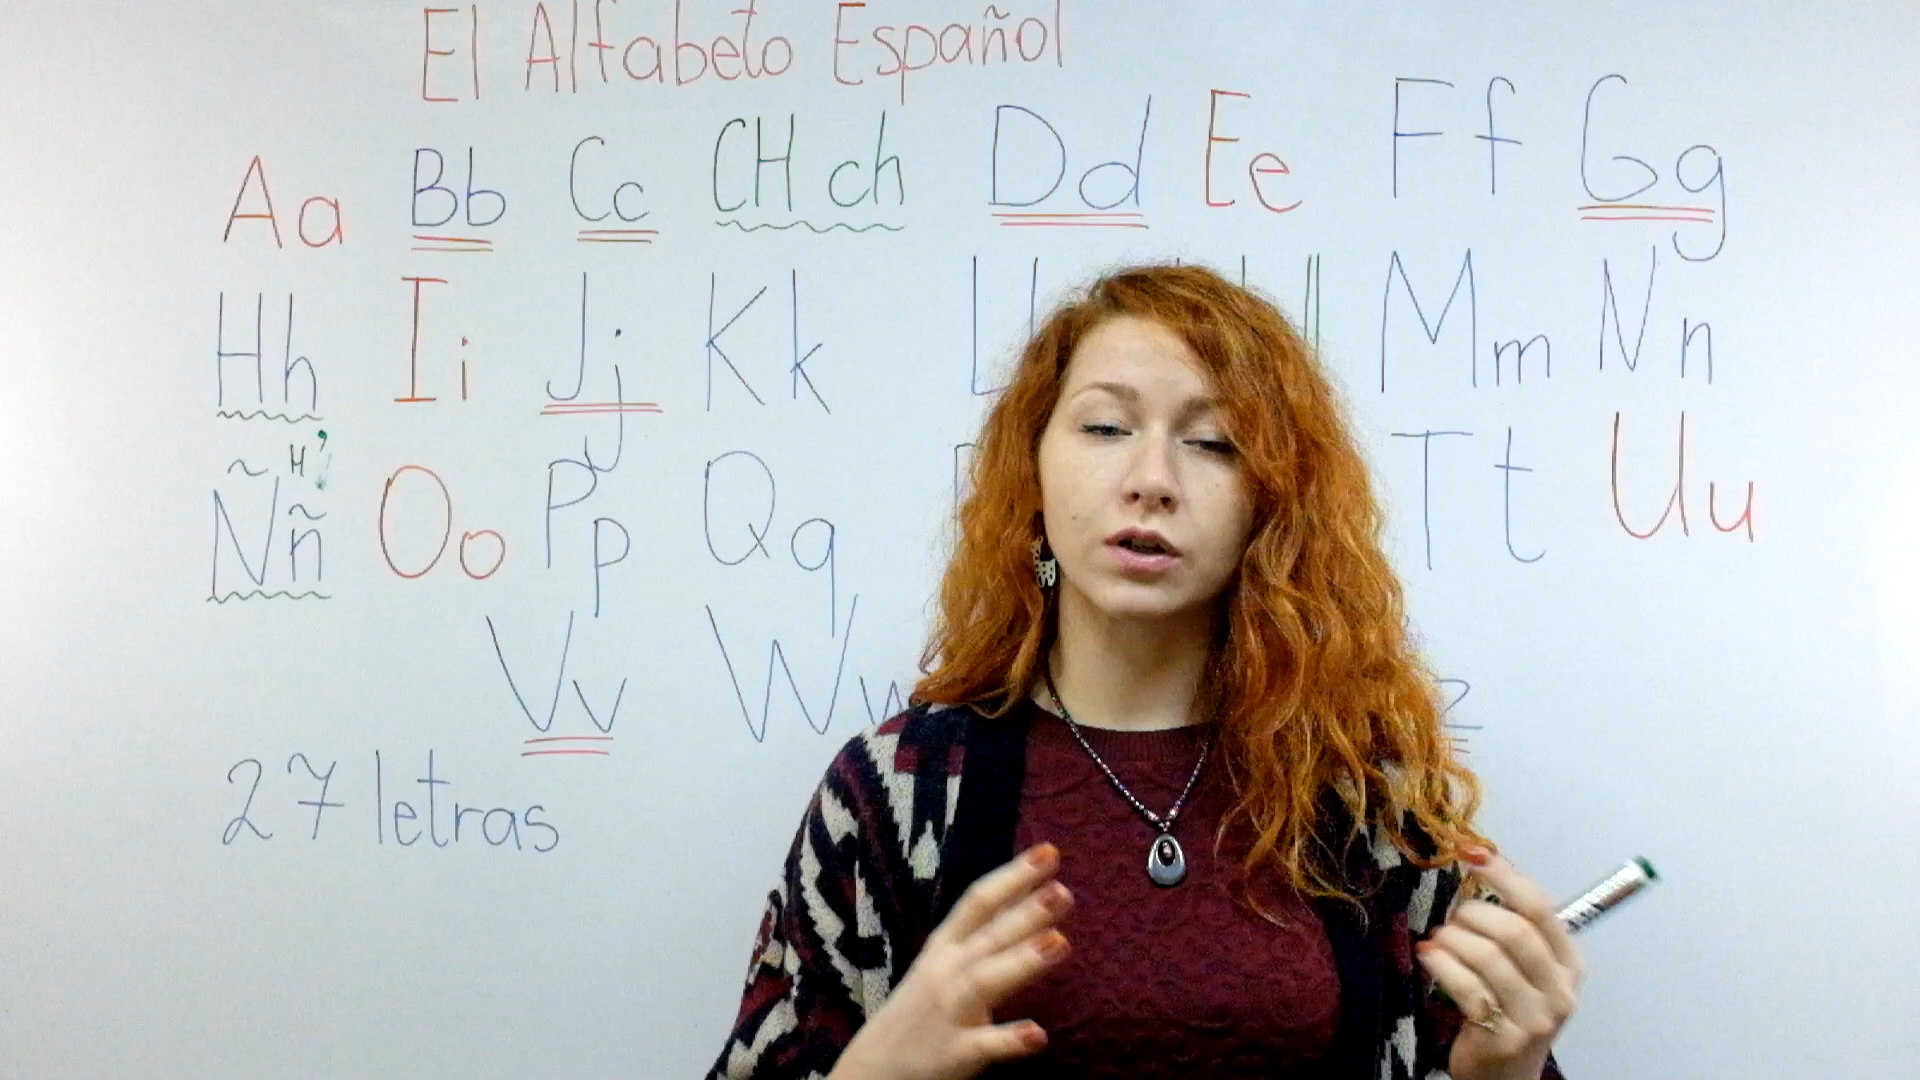 El Alfabeto Español
Aa Bb Cc CH ch Dd Ee Ff Gg
Hh Ii Jj Kk Mm Nn
н'
Ññ Oo Pp Qq Tt Uu
Vv Ww z
27 letras